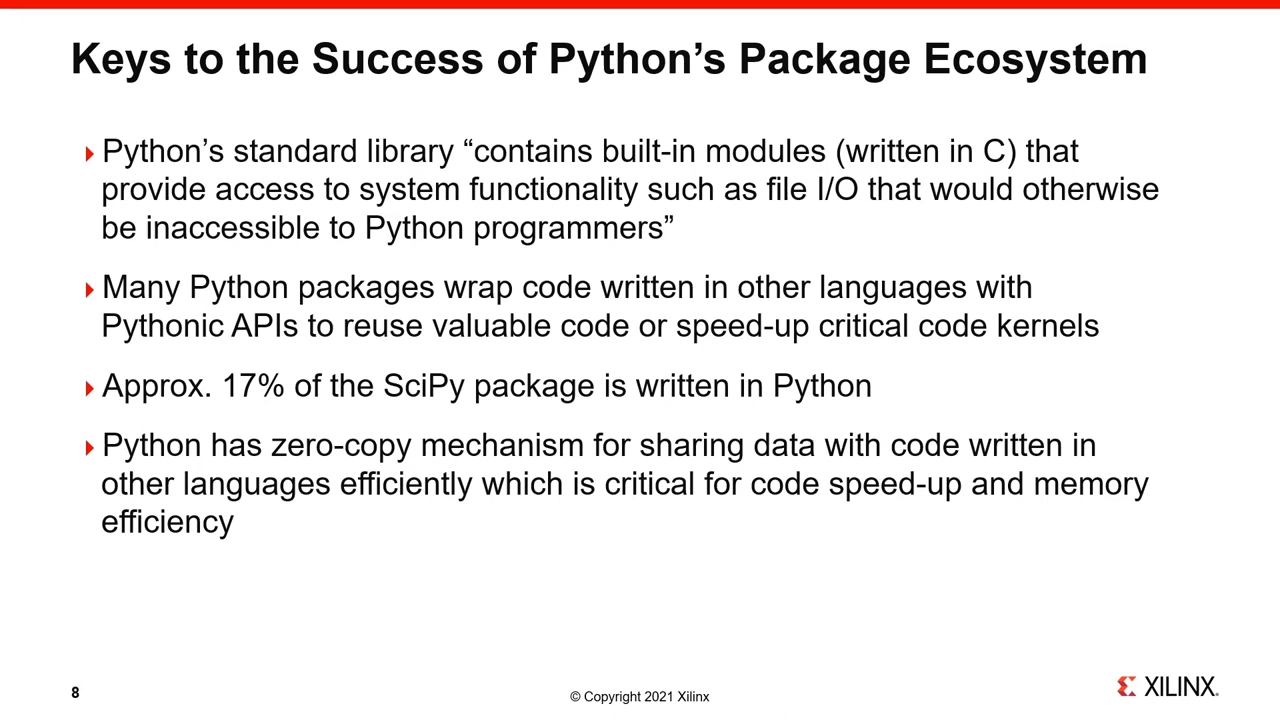 Keys to the Success of Python’s Package Ecosystem
Python’s standard library “contains built-in modules (written in C) that
provide access to system functionality such as file I/O that would otherwise
be inaccessible to Python programmers”
Many Python packages wrap code written in other languages with
Pythonic APIs to reuse valuable code or speed-up critical code kernels
Approx. 17% of the SciPy package is written in Python
Python has zero-copy mechanism for sharing data with code written in
other languages efficiently which is critical for code speed-up and memory
efficiency
8
© Copyright 2021 Xilinx
XILINX.